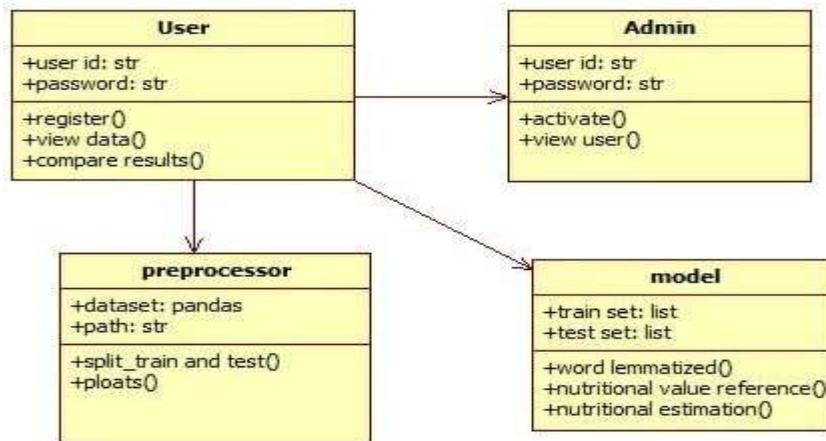 User
+user id: str
+password: str
+register()
+view data()
+compare results()
Admin
+user id: str
+password: str
+activate()
+view user()
preprocessor
+dataset: pandas
+path: str
+split_train and test()
+ploats()
model
+train set: list
+test set: list
+word lemmatized()
+nutritional value reference()
+nutritional estimation()